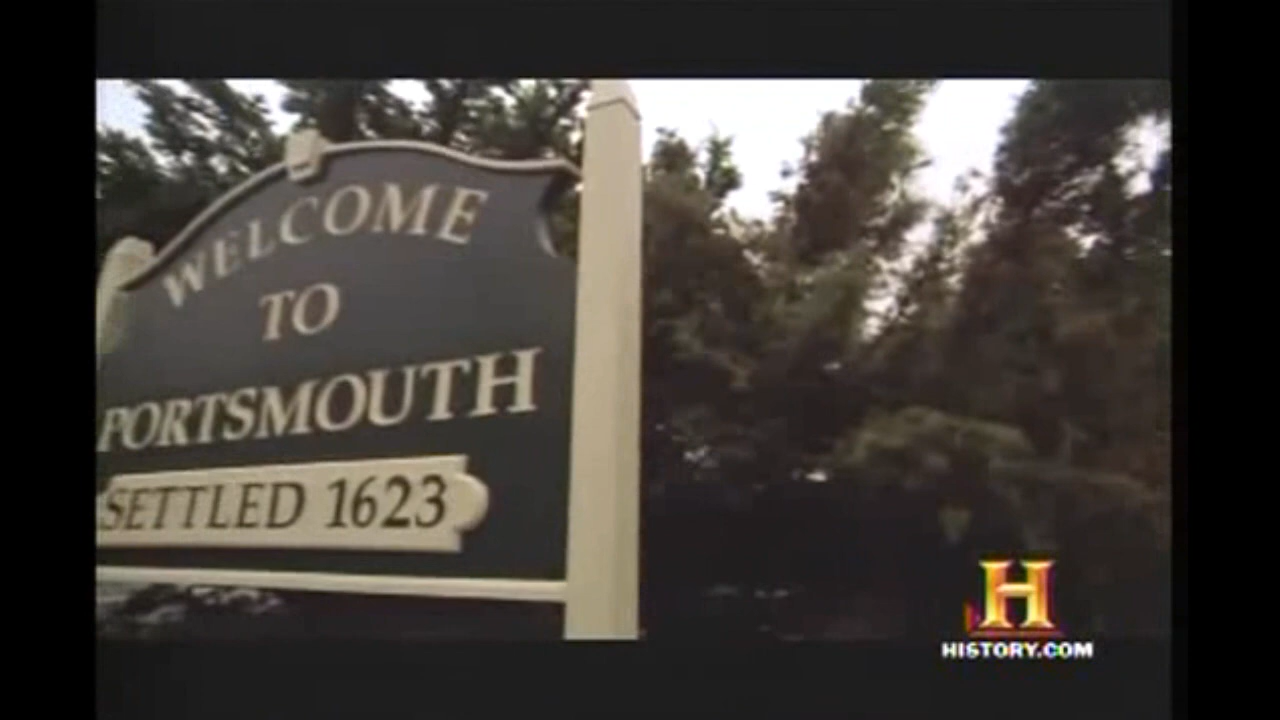 WELCOME
TO
PORTSMOUTH
SETTLED 1623
H
HISTORY.COM